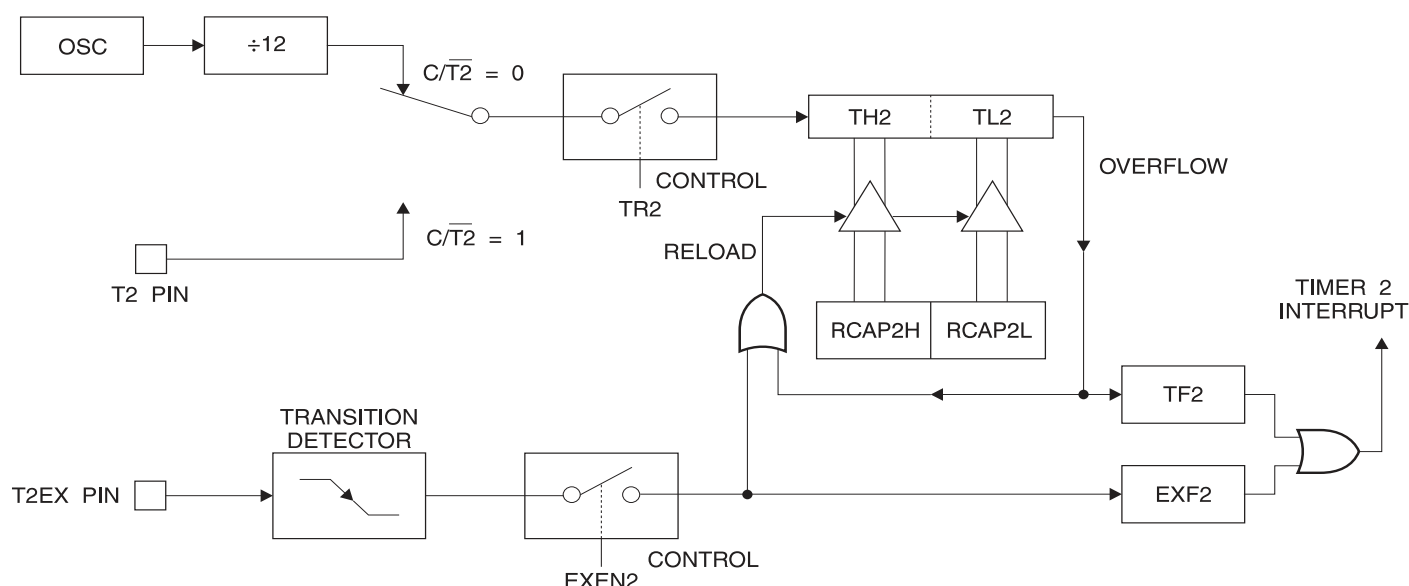 OSC
÷12
C/T2̅ = 0
TH2
TL2
OVERFLOW
CONTROL
TR2
C/T2̅ = 1
T2 PIN
RELOAD
RCAP2H
RCAP2L
TIMER 2
INTERRUPT
TF2
TRANSITION
DETECTOR
T2EX PIN
EXF2
CONTROL
EXEN2